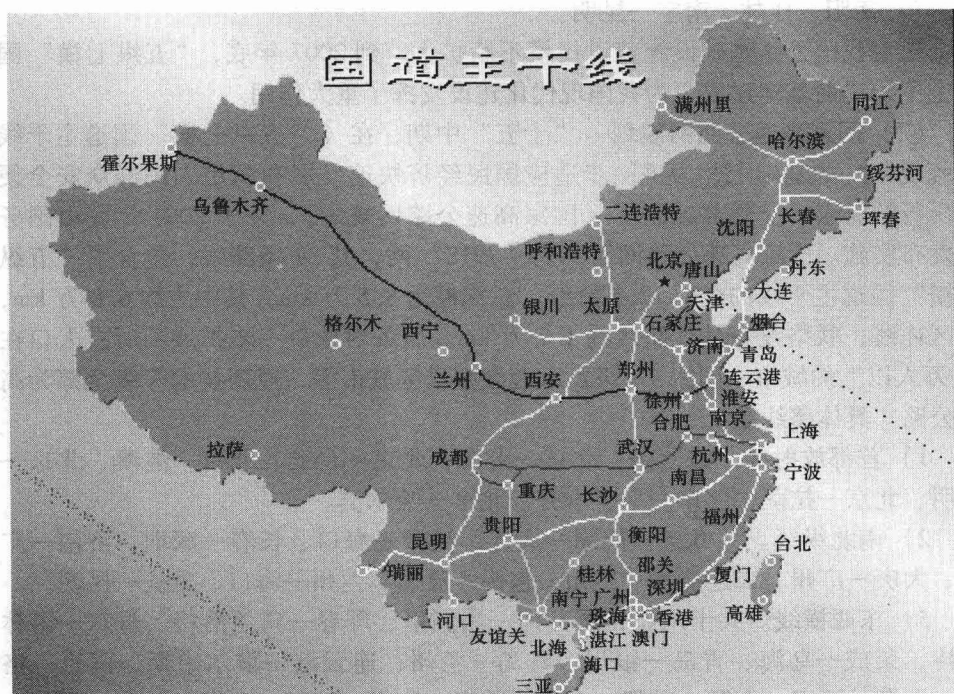 国道主干线
满州里
同江
哈尔滨
霍尔果斯
绥芬河
乌鲁木齐
二连浩特
长春
珲春
沈阳
呼和浩特
北京
唐山
丹东
大连
天津
银川
太原
石家庄
烟台
格尔木
西宁
济南
青岛
兰州
西安
郑州
连云港
徐州
淮安
合肥
南京
上海
拉萨
成都
武汉
杭州
宁波
重庆
长沙
南昌
贵阳
福州
昆明
衡阳
台北
瑞丽
桂林
邵关
深圳
厦门
广州
高雄
河口
南宁
珠海
香港
友谊关
北海
湛江
澳门
海口
三亚